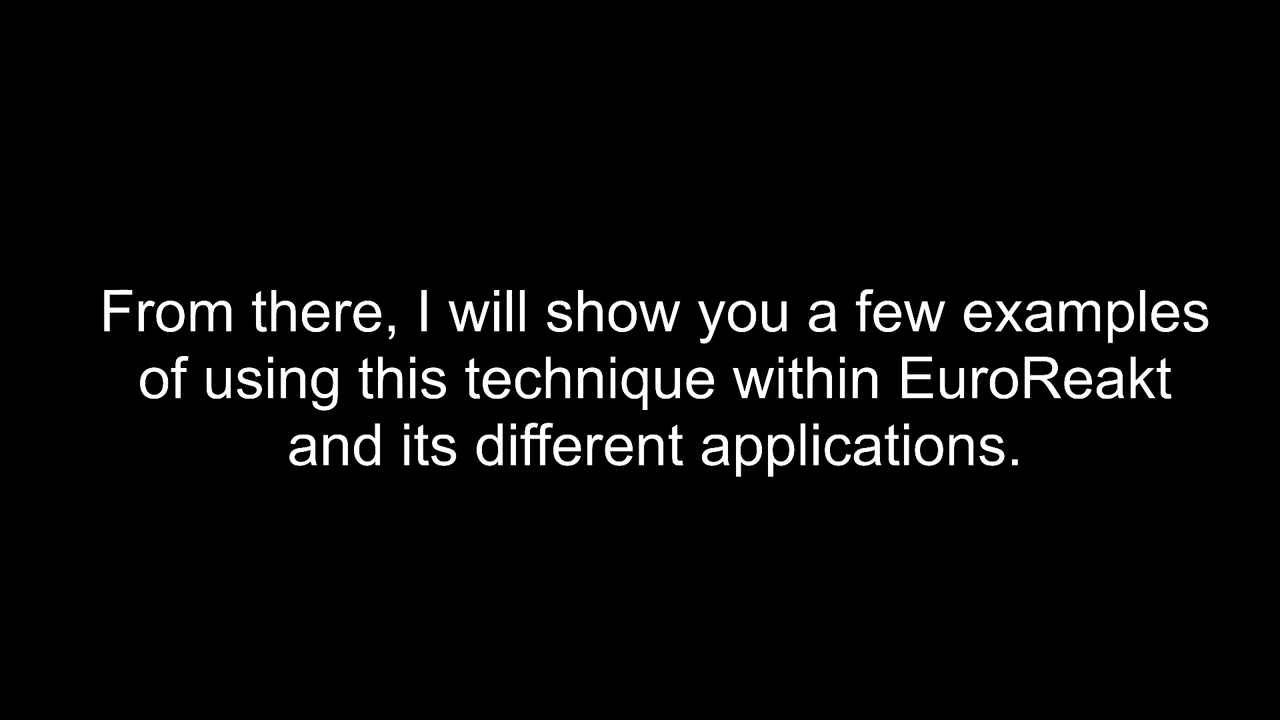 From there, I will show you a few examples
of using this technique within EuroReakt
and its different applications.